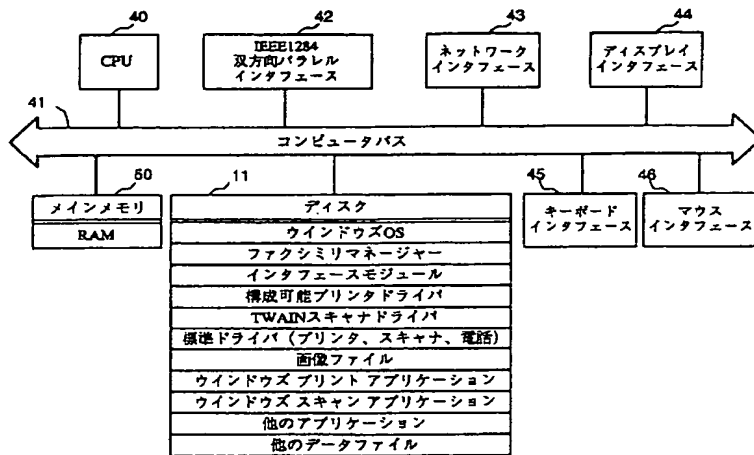 40
42
43
44
CPU
IEEE1284
双方向パラレル
インタフェース
ネットワーク
インタフェース
ディスプレイ
インタフェース
41
コンピュータバス
50
11
45
46
メインメモリ
RAM
ディスク
ウインドウズOS
ファクシミリマネージャー
インタフェースモジュール
構成可能プリンタドライバ
TWAINスキャナドライバ
標準ドライバ（プリンタ、スキャナ、電話）
画像ファイル
ウインドウズ プリント アプリケーション
ウインドウズ スキャン アプリケーション
他のアプリケーション
他のデータファイル
キーボード
インタフェース
マウス
インタフェース